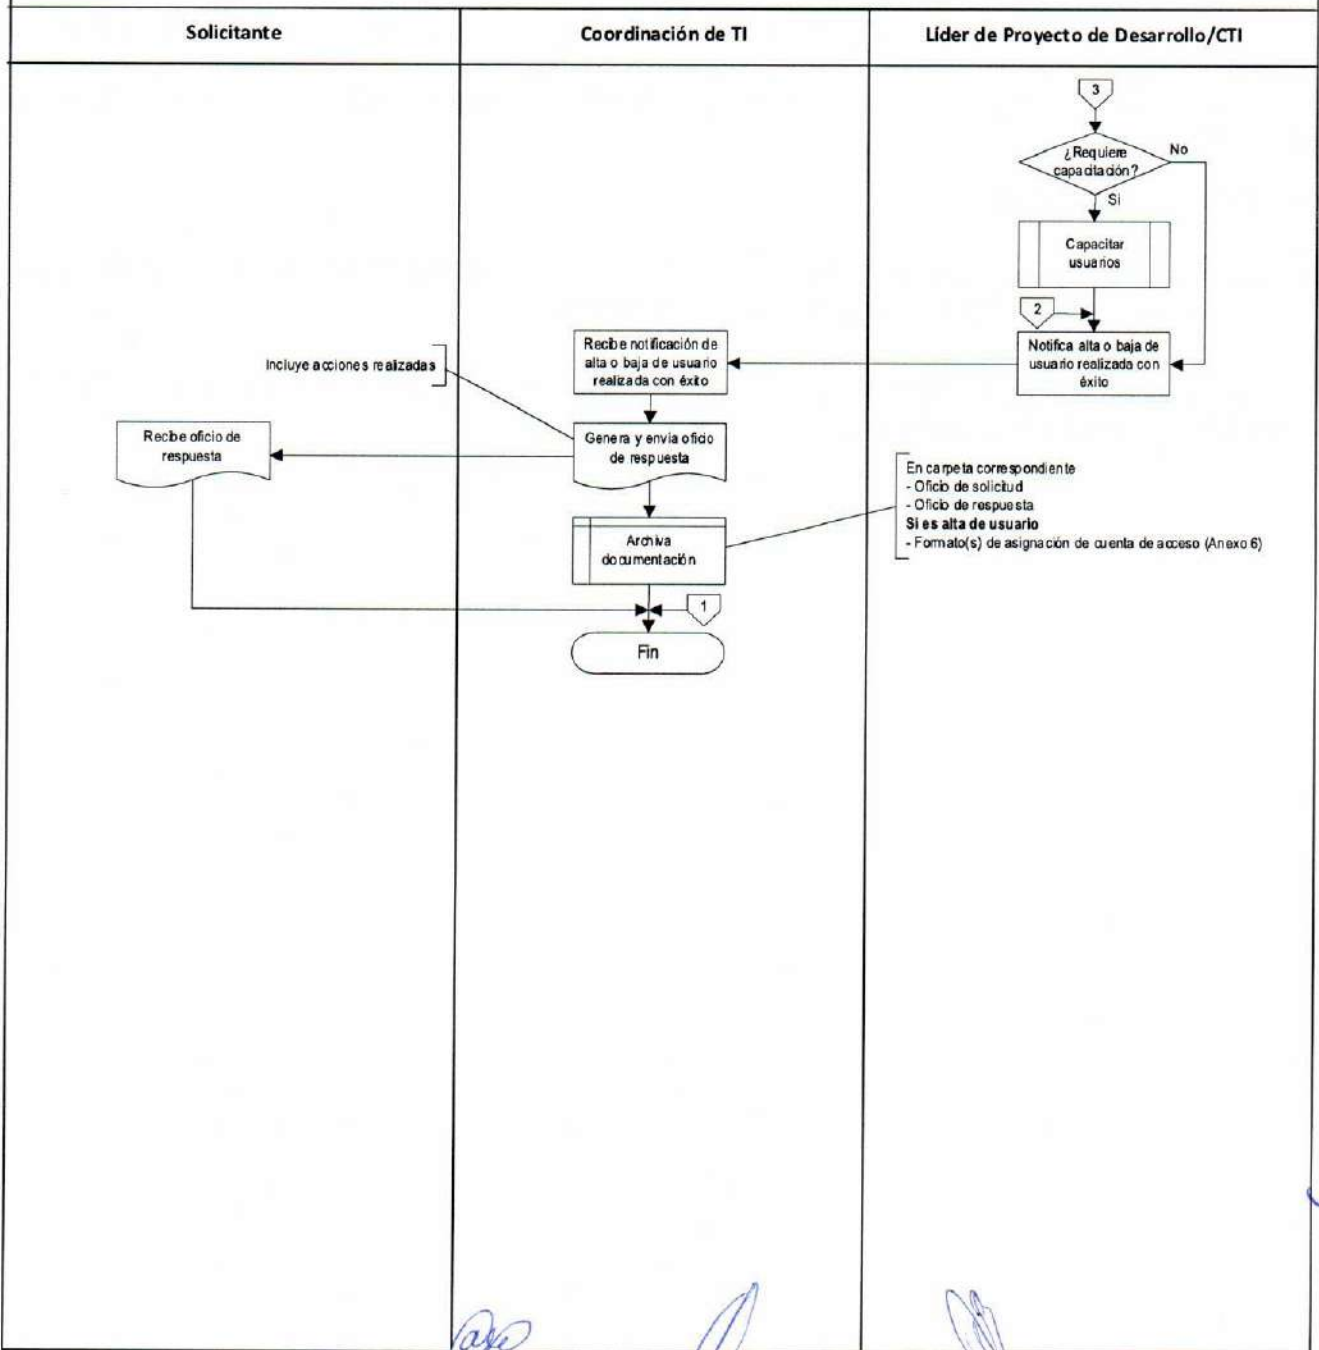 Solicitante
Coordinación de TI
Líder de Proyecto de Desarrollo/CTI
3
¿Requiere
capacitación?
No
Si
Capacitar
usuarios
2
Notifica alta o baja de
usuario realizada con
éxito
Recibe notificación de
alta o baja de usuario
realizada con éxito
Incluye acciones realizadas
Genera y envia oficio
de respuesta
Recibe oficio de
respuesta
En carpeta correspondiente
- Oficio de solicitud
- Oficio de respuesta
Si es alta de usuario
- Formato(s) de asignación de cuenta de acceso (Anexo 6)
Archiva
documentación
1
Fin